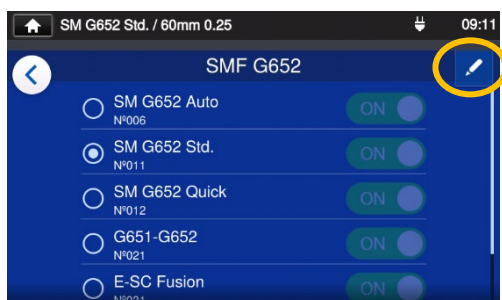 SM G652 Std. / 60mm 0.25 09:11
SMF G652
SM G652 Auto
Nº006
ON
SM G652 Std.
Nº011
ON
SM G652 Quick
Nº012
ON
G651-G652
Nº021
ON
E-SC Fusion
Nº031
ON